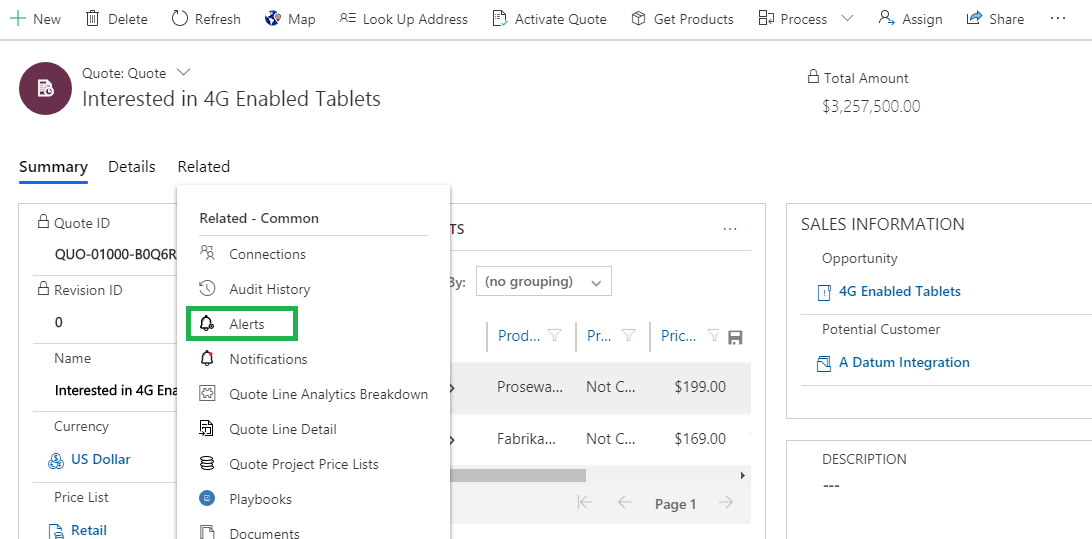 New Delete Refresh Map Look Up Address Activate Quote Get Products Process Assign Share ...
Quote: Quote
Interested in 4G Enabled Tablets
Total Amount
$3,257,500.00
Summary Details Related
Related - Common
Connections
Audit History
Alerts
Notifications
Quote Line Analytics Breakdown
Quote Line Detail
Quote Project Price Lists
Playbooks
Documents
Quote ID
QUO-01000-B0Q6R
Revision ID
0
Name
Interested in 4G Ena
Currency
US Dollar
Price List
Retail
TS ...
By: (no grouping)
Prod... Pr... Pric...
Prosewa... Not C... $199.00
Fabrika... Not C... $169.00
Page 1
SALES INFORMATION
Opportunity
4G Enabled Tablets
Potential Customer
A Datum Integration
DESCRIPTION
---